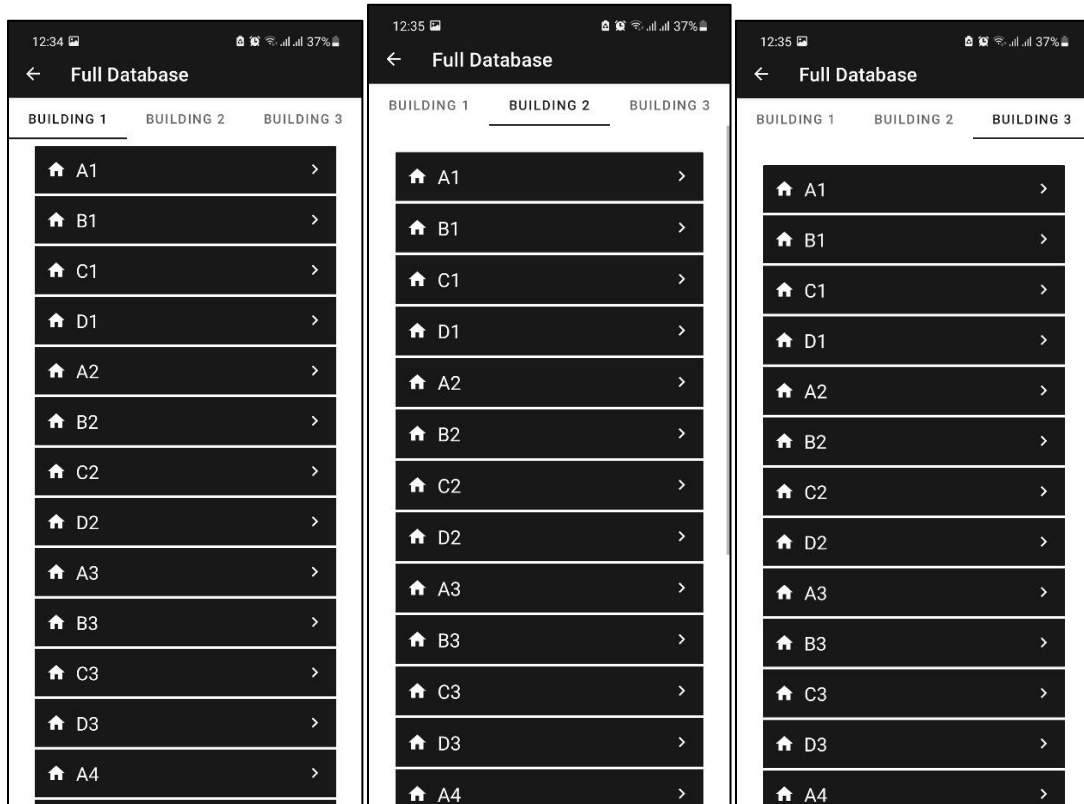 12:34 37%
Full Database
BUILDING 1 BUILDING 2 BUILDING 3
A1
B1
C1
D1
A2
B2
C2
D2
A3
B3
C3
D3
A4
12:35 37%
Full Database
BUILDING 1 BUILDING 2 BUILDING 3
A1
B1
C1
D1
A2
B2
C2
D2
A3
B3
C3
D3
A4
12:35 37%
Full Database
BUILDING 1 BUILDING 2 BUILDING 3
A1
B1
C1
D1
A2
B2
C2
D2
A3
B3
C3
D3
A4